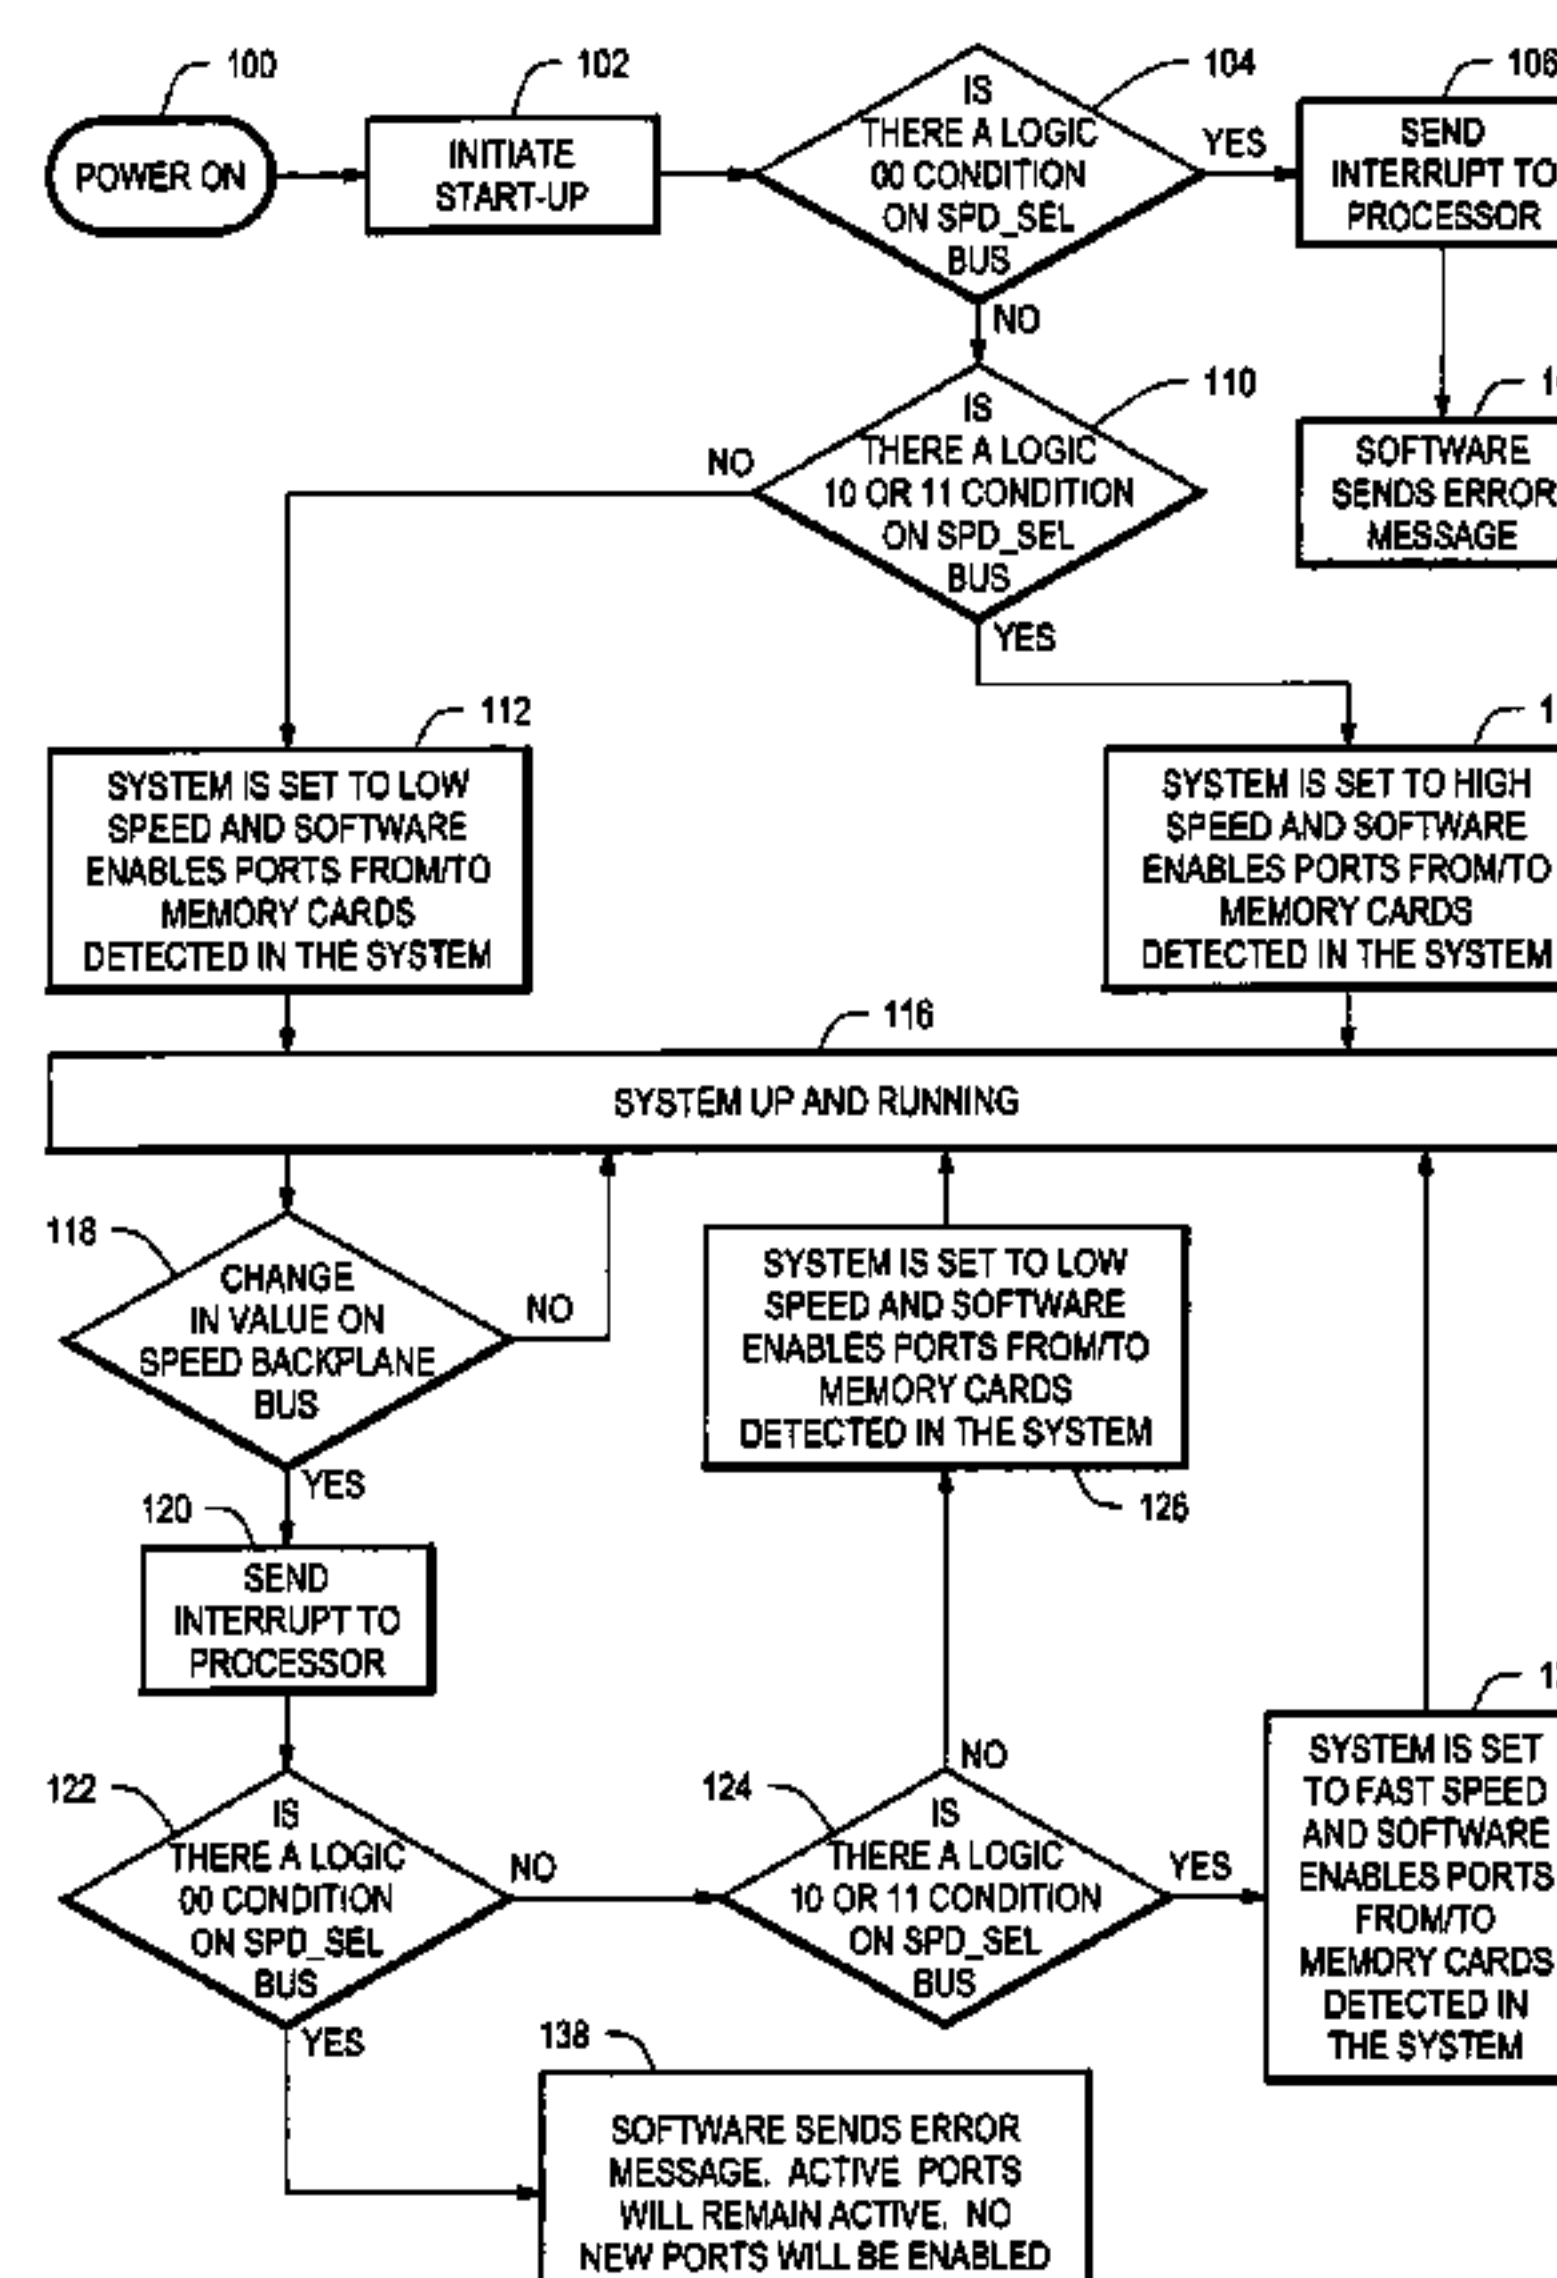 100
102
104
106
POWER ON
INITIATE
START-UP
IS
THERE A LOGIC
00 CONDITION
ON SPD_SEL
BUS
YES
SEND
INTERRUPT TO
PROCESSOR
NO
110
IS
THERE A LOGIC
10 OR 11 CONDITION
ON SPD_SEL
BUS
NO
YES
SOFTWARE
SENDS ERROR
MESSAGE
112
SYSTEM IS SET TO LOW
SPEED AND SOFTWARE
ENABLES PORTS FROM/TO
MEMORY CARDS
DETECTED IN THE SYSTEM
SYSTEM IS SET TO HIGH
SPEED AND SOFTWARE
ENABLES PORTS FROM/TO
MEMORY CARDS
DETECTED IN THE SYSTEM
116
SYSTEM UP AND RUNNING
118
CHANGE
IN VALUE ON
SPEED BACKPLANE
BUS
NO
YES
SYSTEM IS SET TO LOW
SPEED AND SOFTWARE
ENABLES PORTS FROM/TO
MEMORY CARDS
DETECTED IN THE SYSTEM
126
120
SEND
INTERRUPT TO
PROCESSOR
122
IS
THERE A LOGIC
00 CONDITION
ON SPD_SEL
BUS
NO
YES
124
NO
IS
THERE A LOGIC
10 OR 11 CONDITION
ON SPD_SEL
BUS
YES
SYSTEM IS SET
TO FAST SPEED
AND SOFTWARE
ENABLES PORTS
FROM/TO
MEMORY CARDS
DETECTED IN
THE SYSTEM
138
SOFTWARE SENDS ERROR
MESSAGE. ACTIVE PORTS
WILL REMAIN ACTIVE. NO
NEW PORTS WILL BE ENABLED